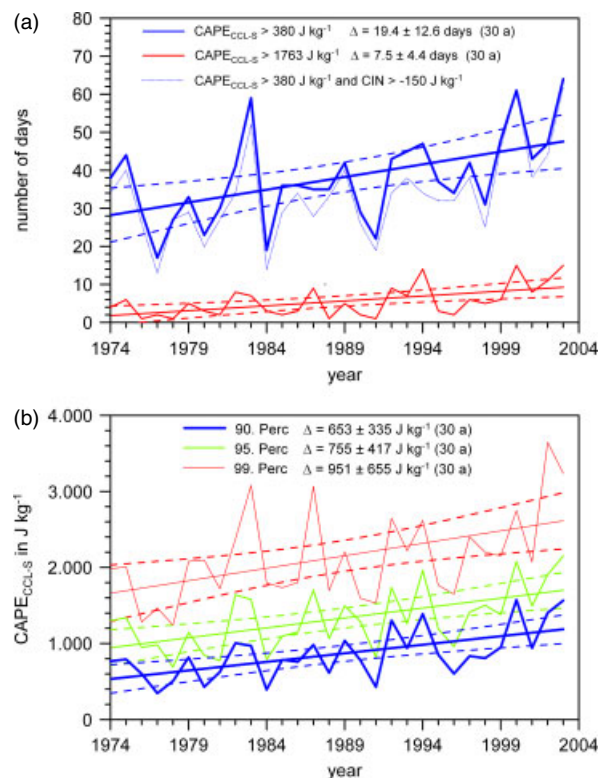 (a)
CAPE_CCL-S > 380 J kg⁻¹ Δ = 19.4 ± 12.6 days (30 a)
CAPE_CCL-S > 1763 J kg⁻¹ Δ = 7.5 ± 4.4 days (30 a)
CAPE_CCL-S > 380 J kg⁻¹ and CIN > -150 J kg⁻¹
number of days
80
70
60
50
40
30
20
10
0
1974 1979 1984 1989 1994 1999 2004
year
(b)
90. Perc Δ = 653 ± 335 J kg⁻¹ (30 a)
95. Perc Δ = 755 ± 417 J kg⁻¹ (30 a)
99. Perc Δ = 951 ± 655 J kg⁻¹ (30 a)
CAPE_CCL-S in J kg⁻¹
4.000
3.000
2.000
1.000
0
1974 1979 1984 1989 1994 1999 2004
year